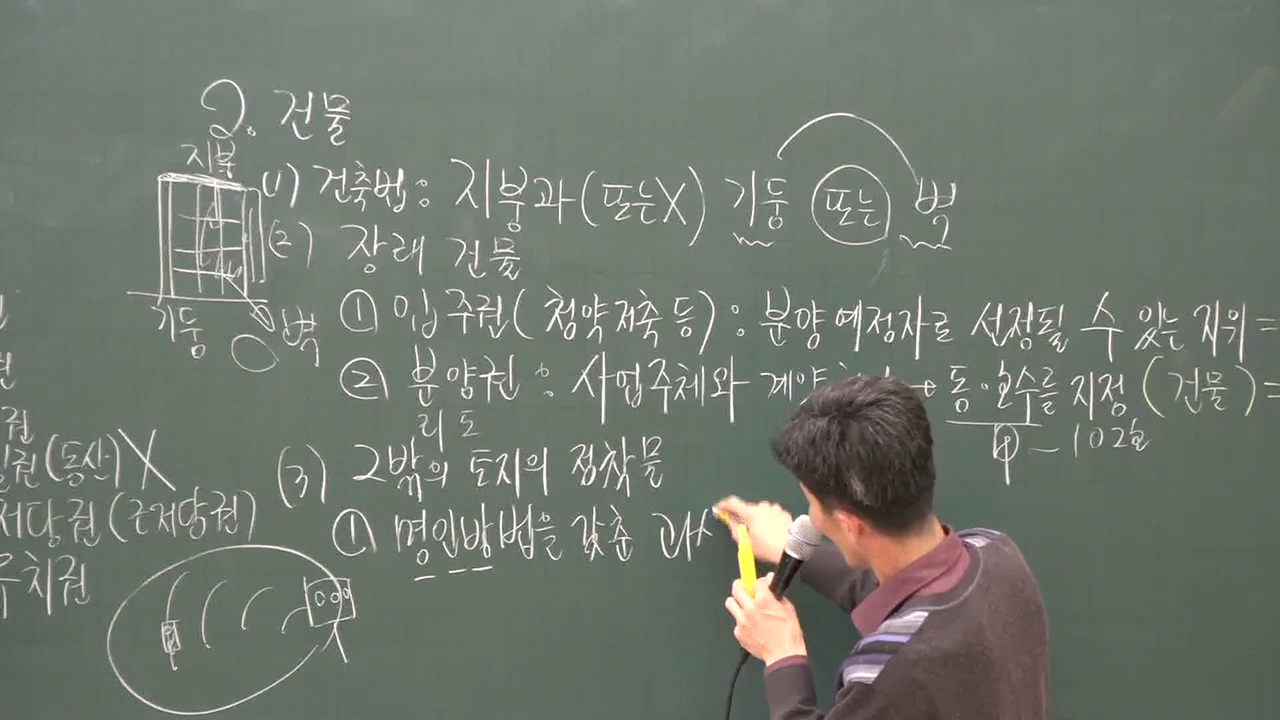 2. 건물
지붕
(1) 건축법: 지붕과(또는X) 기둥 또는 벽
(2) 장래 건물
기둥
벽
① 입주권(청약저축 등): 분양예정자로 선정될 수 있는 지위=
② 분양권: 사업주체와 계약 → 동·호수를 지정 (건물)=
101-102호
리도
(3) 2밖의 토지의 정착물
① 명인방법을 갖춘 과
권
권(동산)X
저당권(근저당권)
유치권